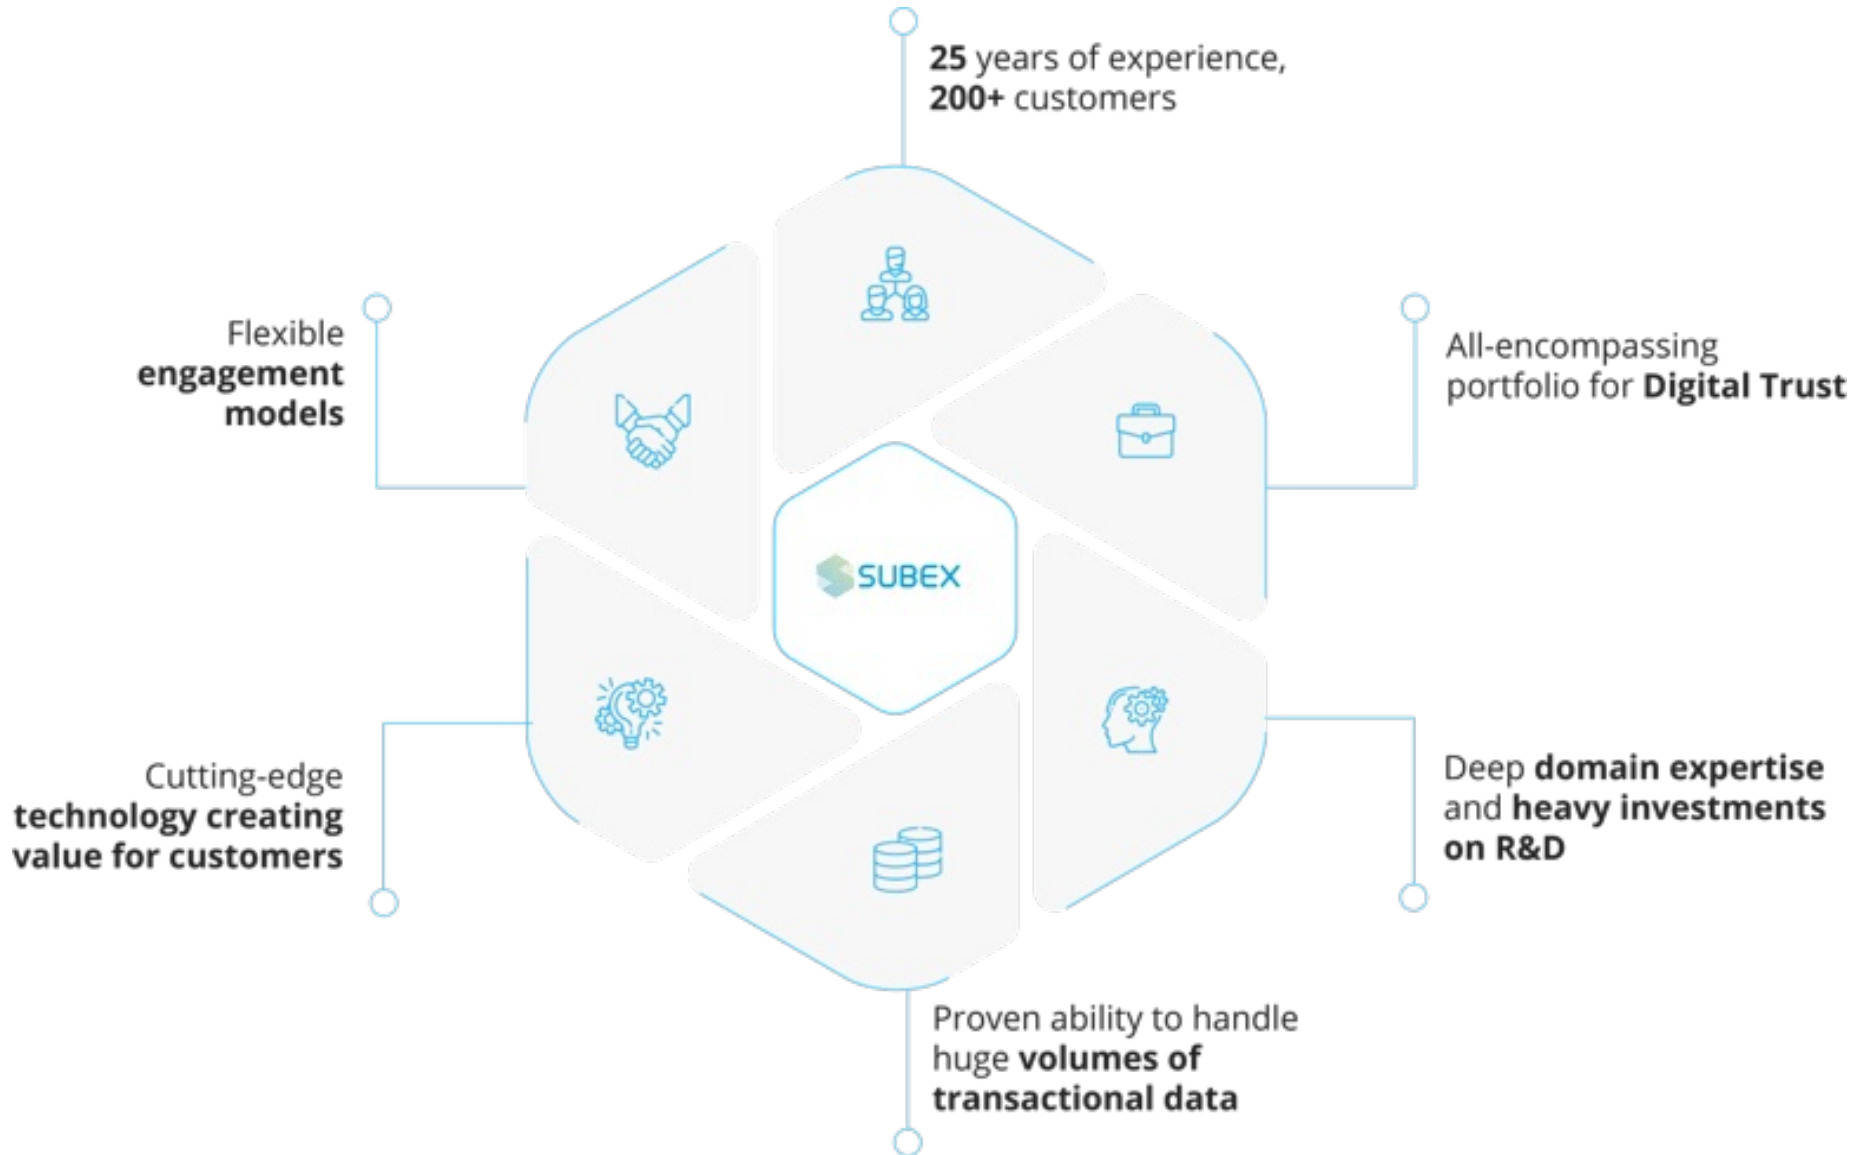 25 years of experience,
200+ customers
All-encompassing
portfolio for Digital Trust
Deep domain expertise
and heavy investments
on R&D
Proven ability to handle
huge volumes of
transactional data
Cutting-edge
technology creating
value for customers
Flexible
engagement
models
SUBEX